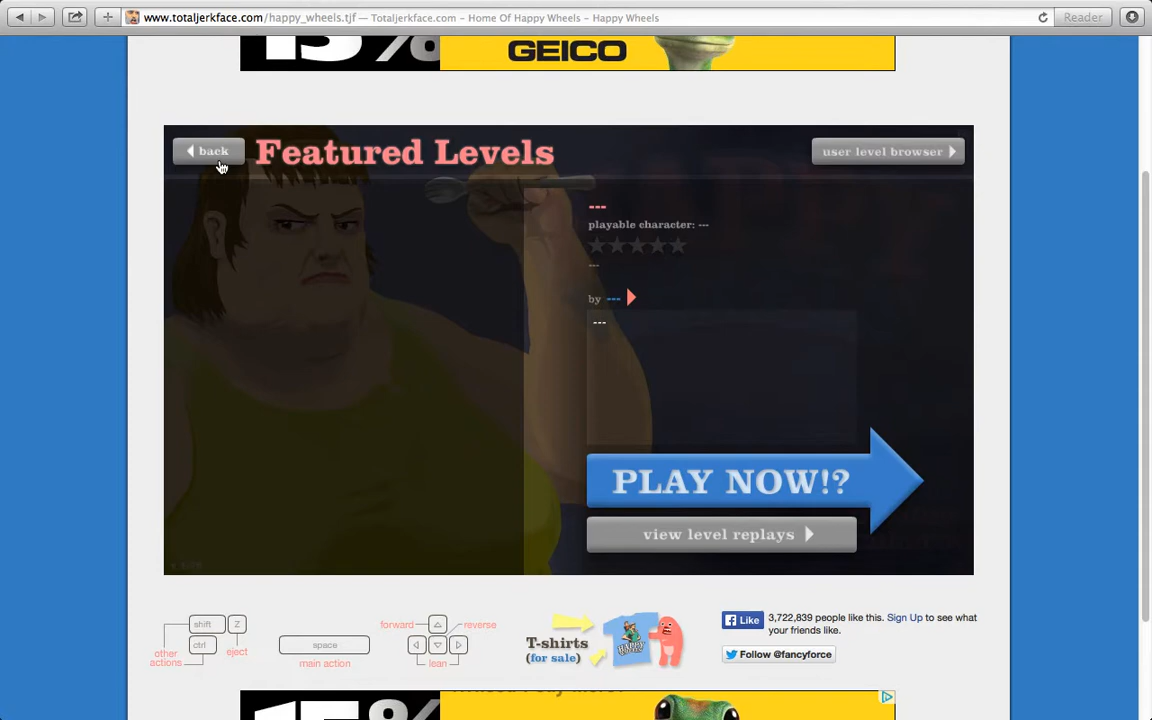 www.totaljerkface.com/happy_wheels.tjf — Totaljerkface.com - Home Of Happy Wheels - Happy Wheels
Reader
15%
GEICO
back
Featured Levels
user level browser
---
playable character: ---
---
by ---
---
PLAY NOW!?
view level replays
shift
Z
ctrl
eject
other
actions
space
main action
forward
reverse
lean
T-shirts
(for sale)
Like
3,722,839 people like this. Sign Up to see what
your friends like.
Follow @fancyforce
15%